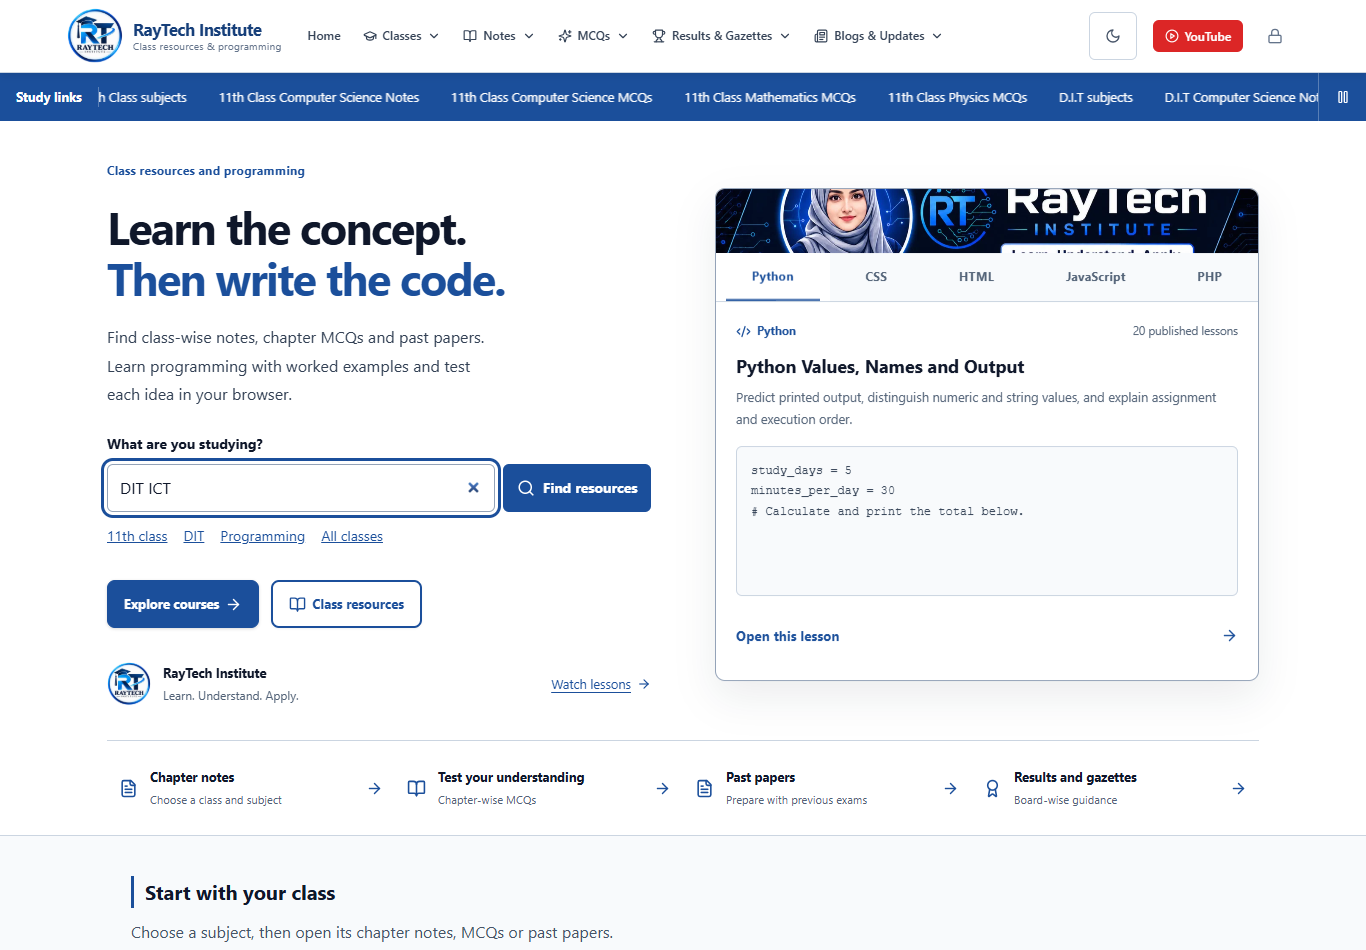 RayTech Institute
Class resources & programming
Home
Classes
Notes
MCQs
Results & Gazettes
Blogs & Updates
YouTube
Study links
h Class subjects
11th Class Computer Science Notes
11th Class Computer Science MCQs
11th Class Mathematics MCQs
11th Class Physics MCQs
D.I.T subjects
D.I.T Computer Science Not
Class resources and programming
Learn the concept.
Then write the code.
Find class-wise notes, chapter MCQs and past papers.
Learn programming with worked examples and test
each idea in your browser.
What are you studying?
DIT ICT
Find resources
11th class
DIT
Programming
All classes
Explore courses
Class resources
RT
RAYTECH
RayTech Institute
Learn. Understand. Apply.
Watch lessons
RT
RayTech
INSTITUTE
Learn Understand Apply
Python
CSS
HTML
JavaScript
PHP
</> Python
20 published lessons
Python Values, Names and Output
Predict printed output, distinguish numeric and string values, and explain assignment
and execution order.
study_days = 5
minutes_per_day = 30
# Calculate and print the total below.
Open this lesson
Chapter notes
Choose a class and subject
Test your understanding
Chapter-wise MCQs
Past papers
Prepare with previous exams
Results and gazettes
Board-wise guidance
Start with your class
Choose a subject, then open its chapter notes, MCQs or past papers.